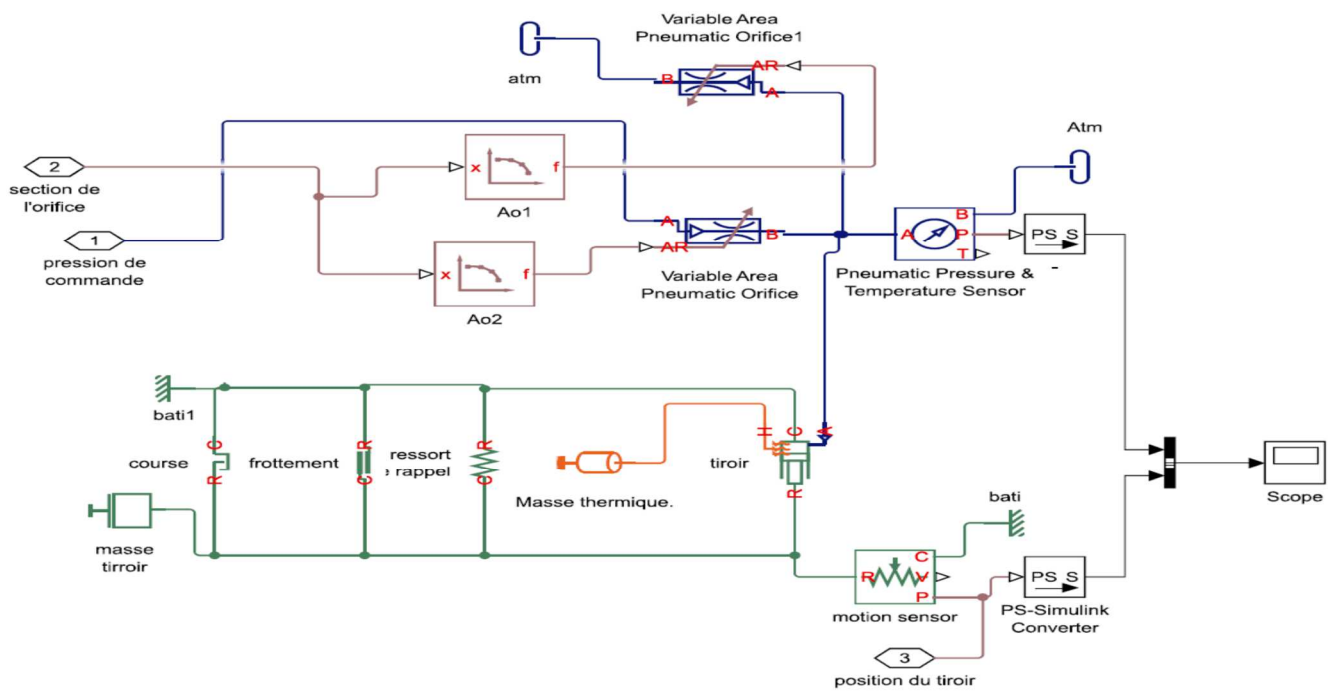 Variable Area
Pneumatic Orifice1
atm
B
AR
A
Atm
2
section de
l'orifice
x
f
Ao1
1
pression de
commande
x
f
Ao2
A
AR
B
Variable Area
Pneumatic Orifice
A
B
P
T
Pneumatic Pressure &
Temperature Sensor
PS S
-
bati1
course
C
R
frottement
R
C
ressort
e rappel
R
C
Masse thermique.
tiroir
H
C
A
R
masse
tirroir
bati
R
C
V
P
motion sensor
PS S
PS-Simulink
Converter
Scope
3
position du tiroir